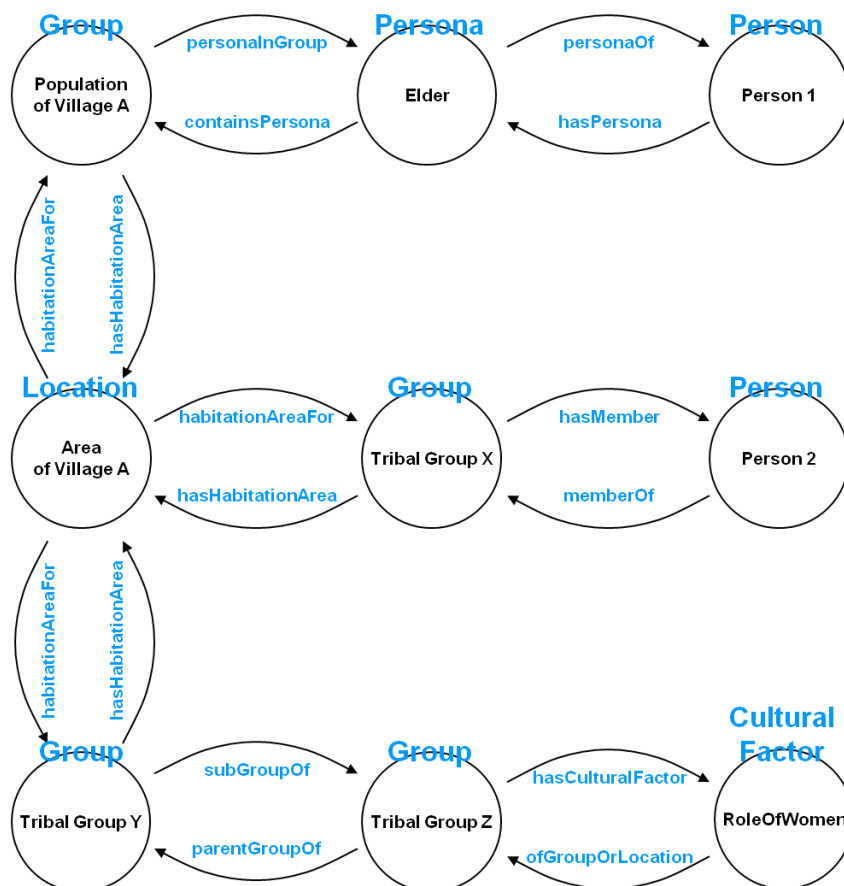 Group
Persona
Person
personaInGroup
personaOf
Population
of Village A
Elder
Person 1
containsPersona
hasPersona
habitationAreaFor
hasHabitationArea
Location
Group
Person
habitationAreaFor
hasMember
Area
of Village A
Tribal Group X
Person 2
hasHabitationArea
memberOf
habitationAreaFor
hasHabitationArea
Group
Group
Cultural
Factor
subGroupOf
hasCulturalFactor
Tribal Group Y
Tribal Group Z
RoleOfWomen
parentGroupOf
ofGroupOrLocation